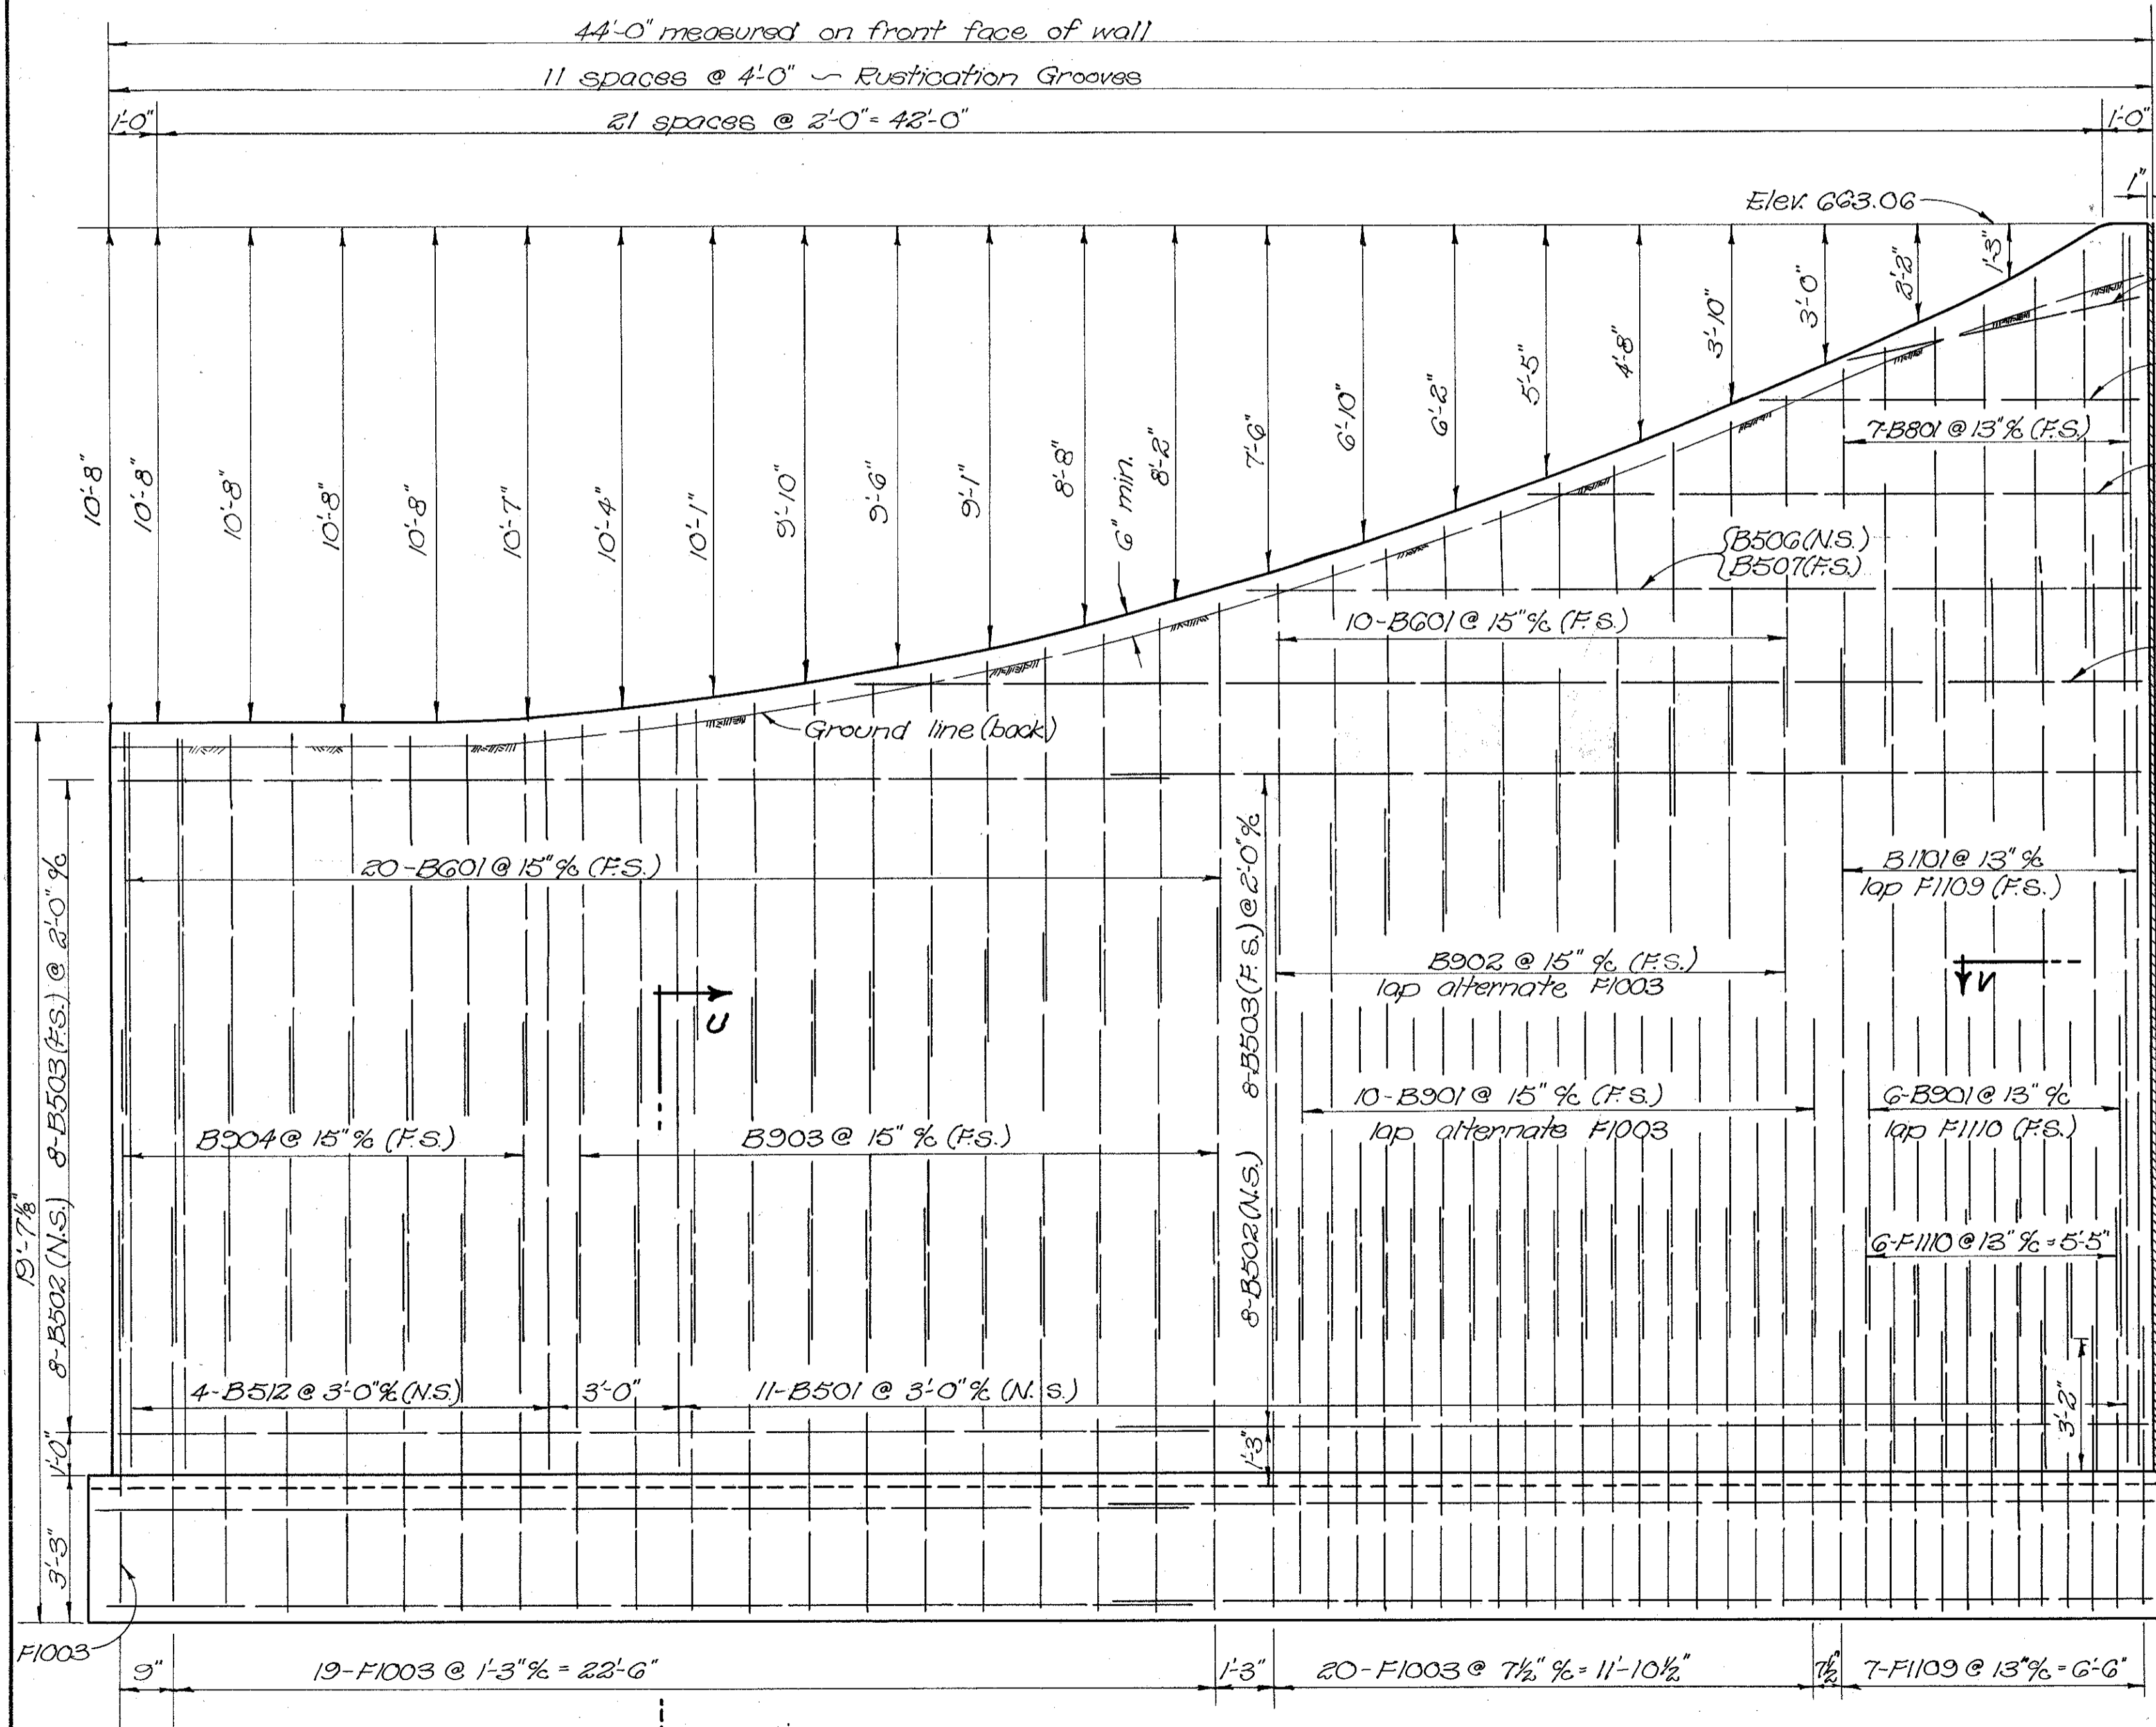 44'-0" measured on front face of wall
11 spaces @ 4'-0" ~ Rustication Grooves
1'-0"
21 spaces @ 2'-0" = 42'-0"
1'-0"
1"
Elev. 663.06
10'-8"
10'-8"
10'-8"
10'-8"
10'-8"
10'-7"
10'-4"
10'-1"
9'-10"
9'-6"
9'-1"
8'-8"
6" min.
8'-2"
7'-6"
6'-10"
6'-2"
5'-5"
4'-8"
3'-10"
3'-0"
2'-2"
1'-3"
7-B801 @ 13" % (F.S.)
B506 (N.S.)
B507 (F.S.)
10-B601 @ 15" % (F.S.)
Ground line (back)
20-B601 @ 15" % (F.S.)
B1101 @ 13" %
lap F1109 (F.S.)
B902 @ 15" % (F.S.)
lap alternate F1003
U
V
8-B502 (N.S.) 8-B503 (F.S.) @ 2'-0" %
8-B502 (N.S.) 8-B503 (F.S.) @ 2'-0" %
10-B901 @ 15" % (F.S.)
lap alternate F1003
6-B901 @ 13" %
lap F1110 (F.S.)
B904 @ 15" % (F.S.)
B903 @ 15" % (F.S.)
19'-7 1/8"
6-F1110 @ 13" % = 5'-5"
4-B512 @ 3'-0" % (N.S.)
3'-0"
11-B501 @ 3'-0" % (N.S.)
3'-2"
1'-0"
1'-3"
3'-3"
F1003
9"
19-F1003 @ 1'-3" % = 22'-6"
1'-3"
20-F1003 @ 7½" % = 11'-10½"
7½"
7-F1109 @ 13" % = 6'-6"